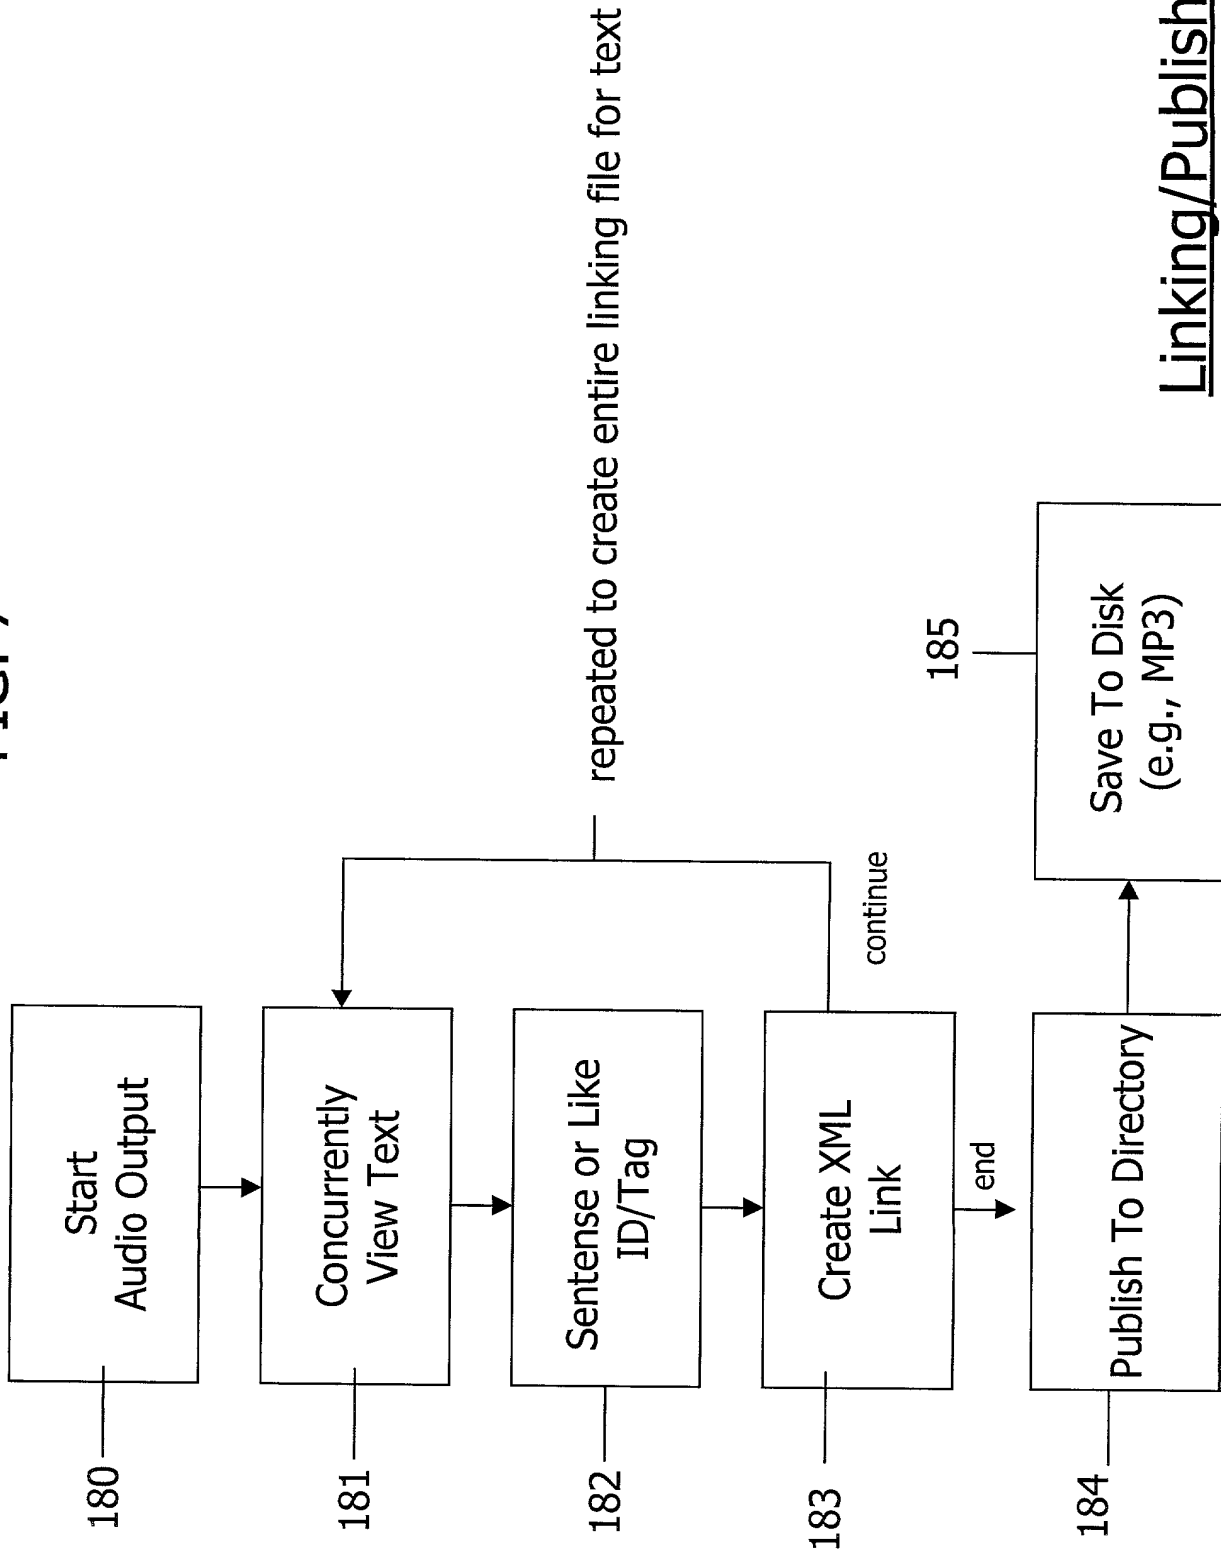 180
Start
Audio Output
181
Concurrently
View Text
182
Sentense or Like
ID/Tag
183
Create XML
Link
continue
repeated to create entire linking file for text
end
184
Publish To Directory
185
Save To Disk
(e.g., MP3)
Linking/Publish